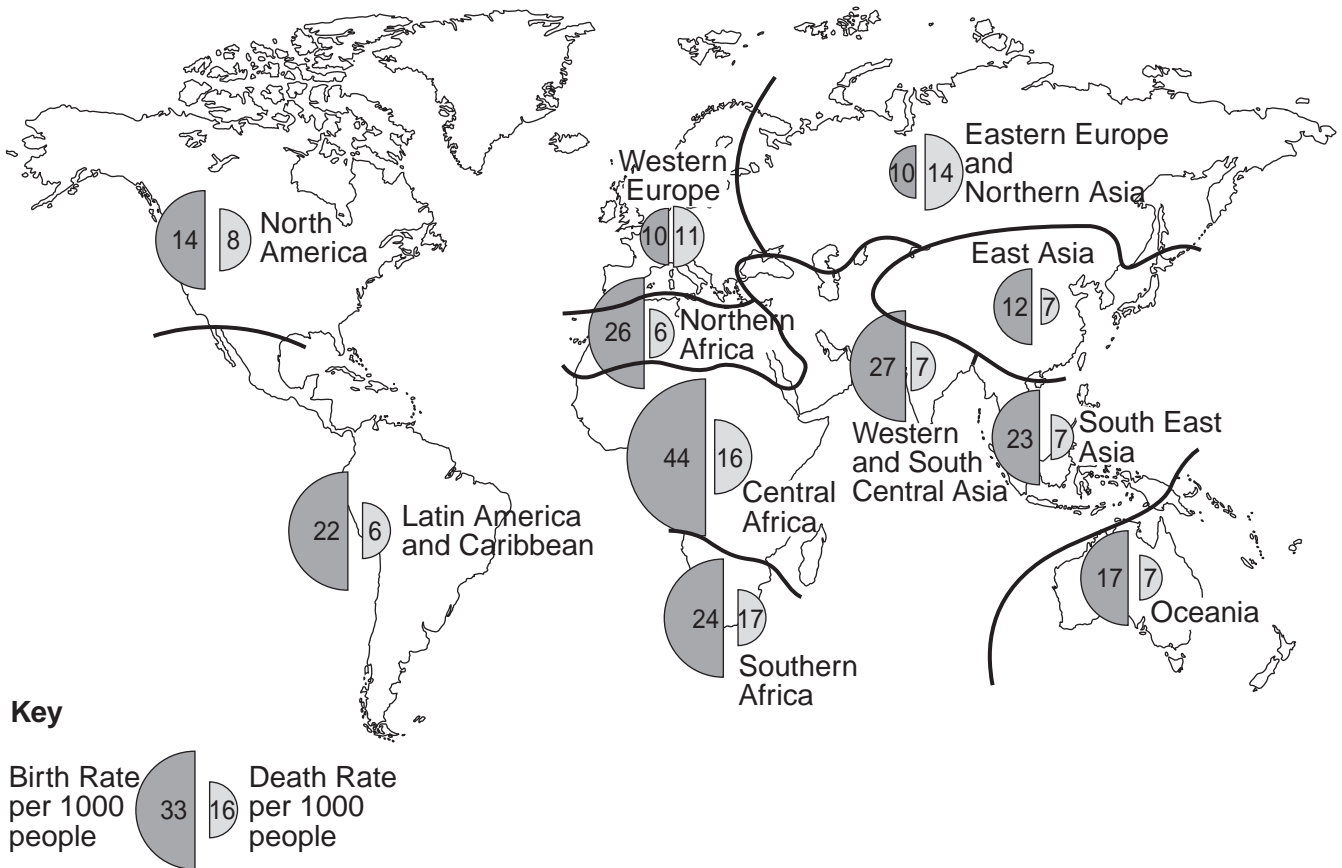 Western
Europe
10 11
Eastern Europe
and
Northern Asia
10 14
14 8
North
America
East Asia
12 7
26 6
Northern
Africa
27 7
Western
and South
Central Asia
23 7
South East
Asia
44 16
Central
Africa
22 6
Latin America
and Caribbean
17 7
Oceania
24 17
Southern
Africa
Key
Birth Rate
per 1000
people
33 16
Death Rate
per 1000
people